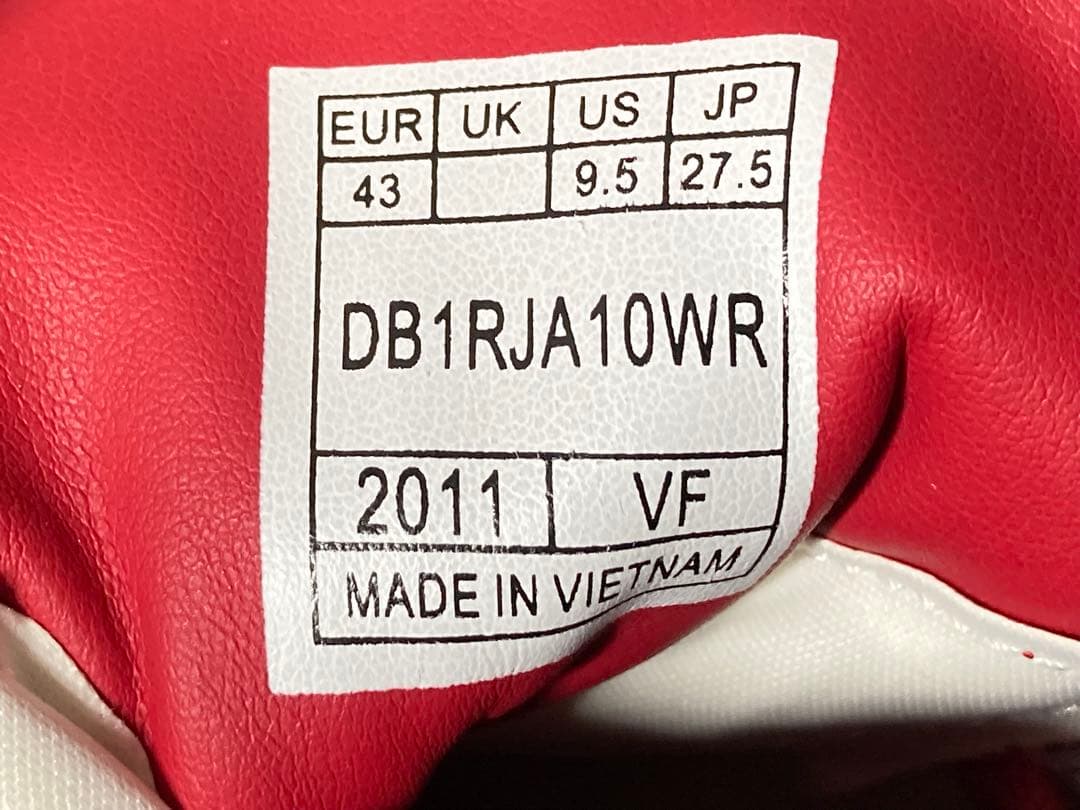 EUR UK US JP
43 9.5 27.5
DB1RJA10WR
2011 VF
MADE IN VIETNAM